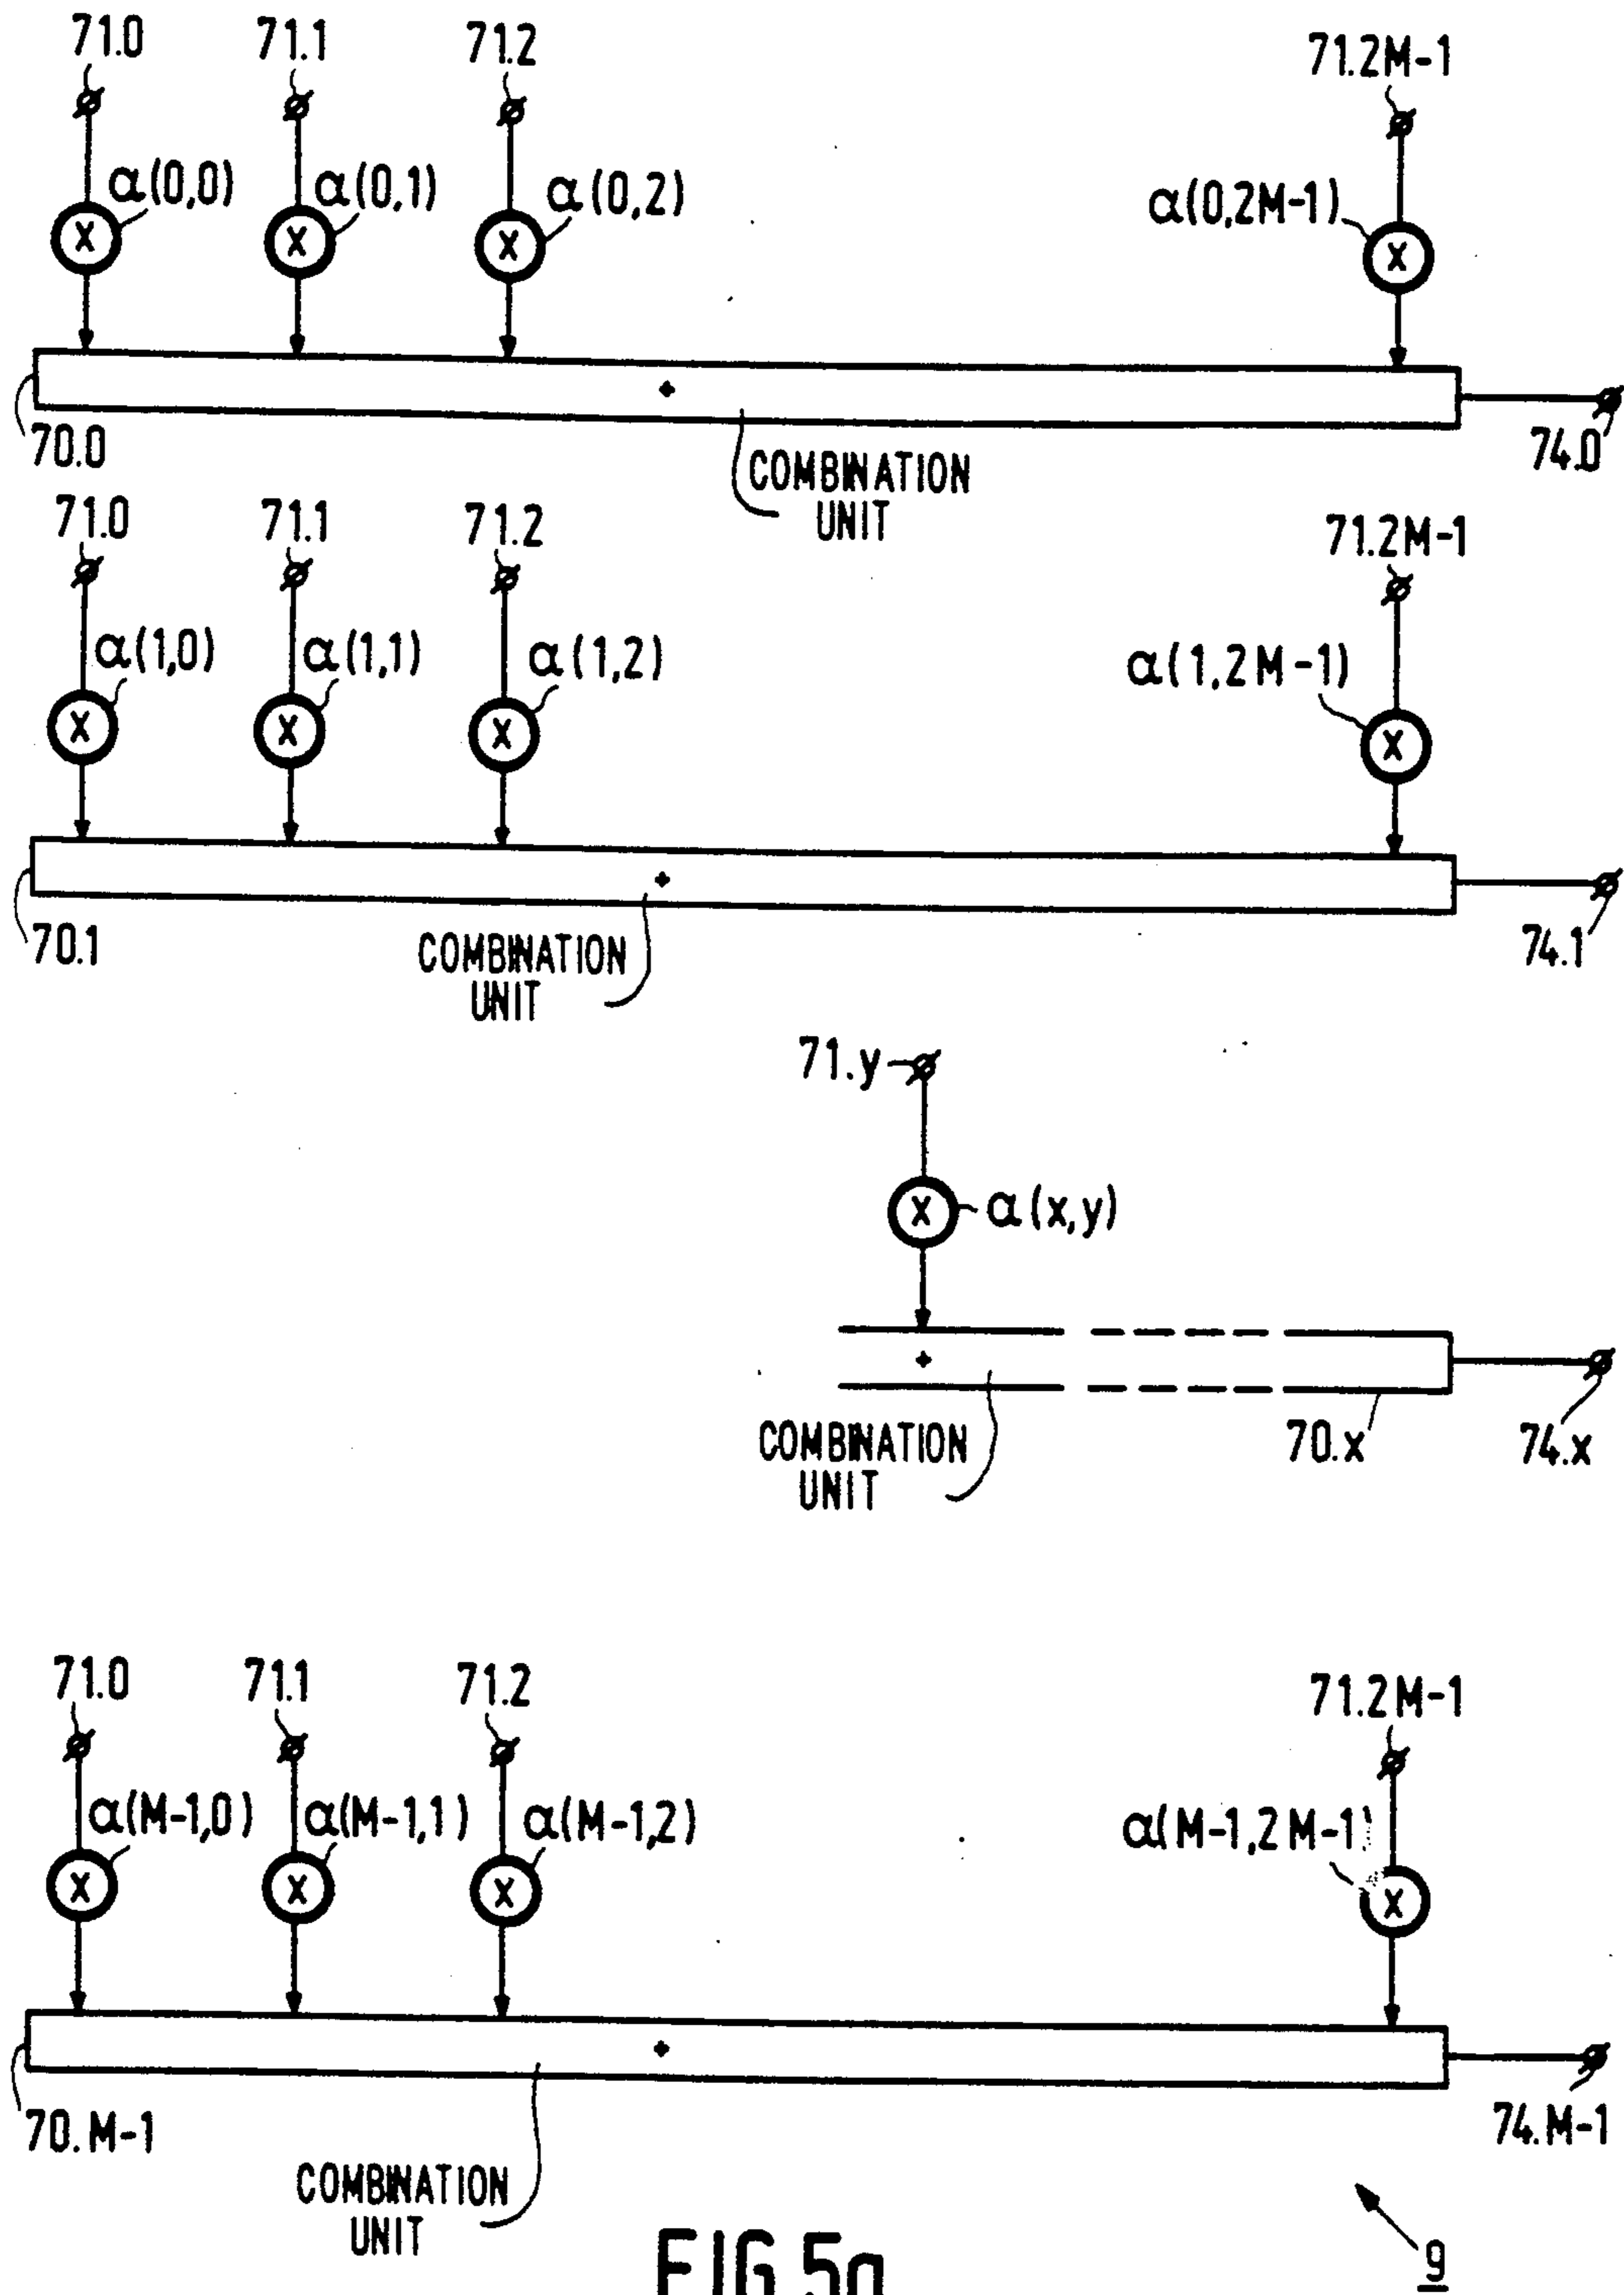 71.0 71.1 71.2 71.2M-1
α(0,0) α(0,1) α(0,2) α(0,2M-1)
X X X X
+
70.0 74.0
COMBINATION
UNIT
71.0 71.1 71.2 71.2M-1
α(1,0) α(1,1) α(1,2) α(1,2M-1)
X X X X
+
70.1 74.1
COMBINATION
UNIT
71.y
X α(x,y)
+
COMBINATION
UNIT
70.x 74.x
71.0 71.1 71.2 71.2M-1
α(M-1,0) α(M-1,1) α(M-1,2) α(M-1,2M-1)
X X X X
+
70.M-1 74.M-1
COMBINATION
UNIT
FIG.5a
9